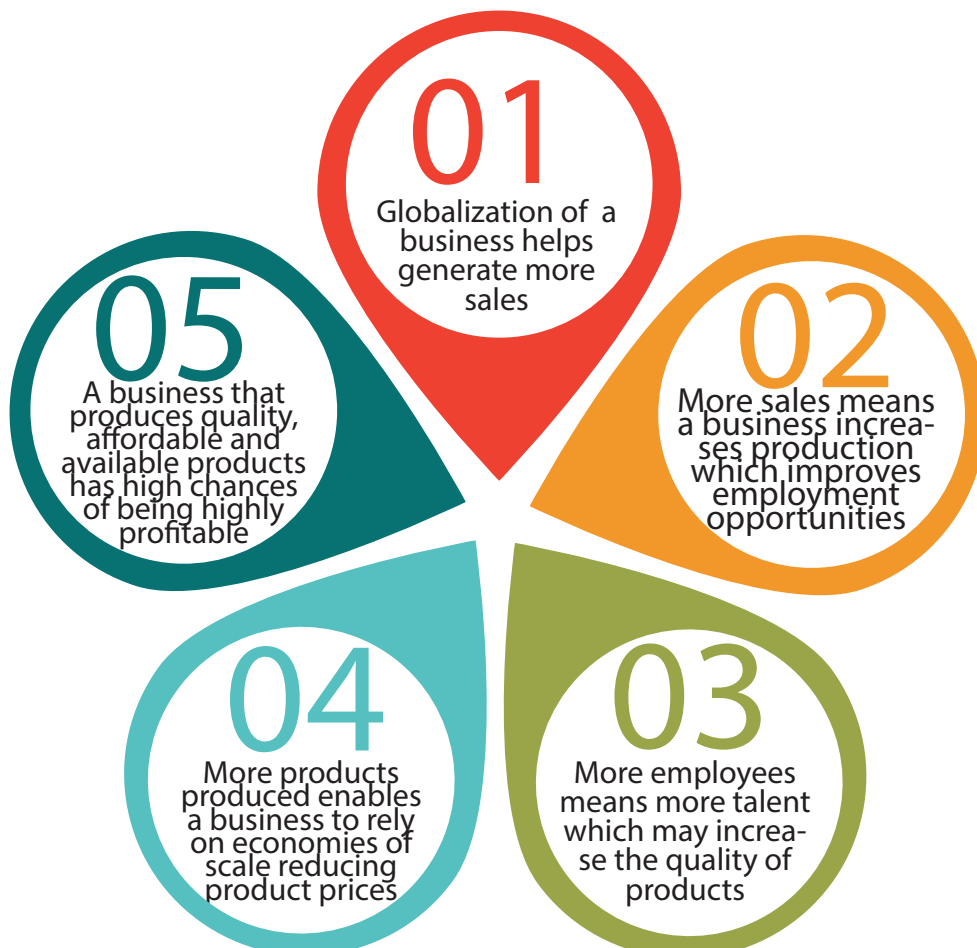 01
Globalization of a
business helps
generate more
sales
02
More sales means
a business increa-
ses production
which improves
employment
opportunities
03
More employees
means more talent
which may increa-
se the quality of
products
04
More products
produced enables
a business to rely
on economies of
scale reducing
product prices
05
A business that
produces quality,
affordable and
available products
has high chances
of being highly
profitable